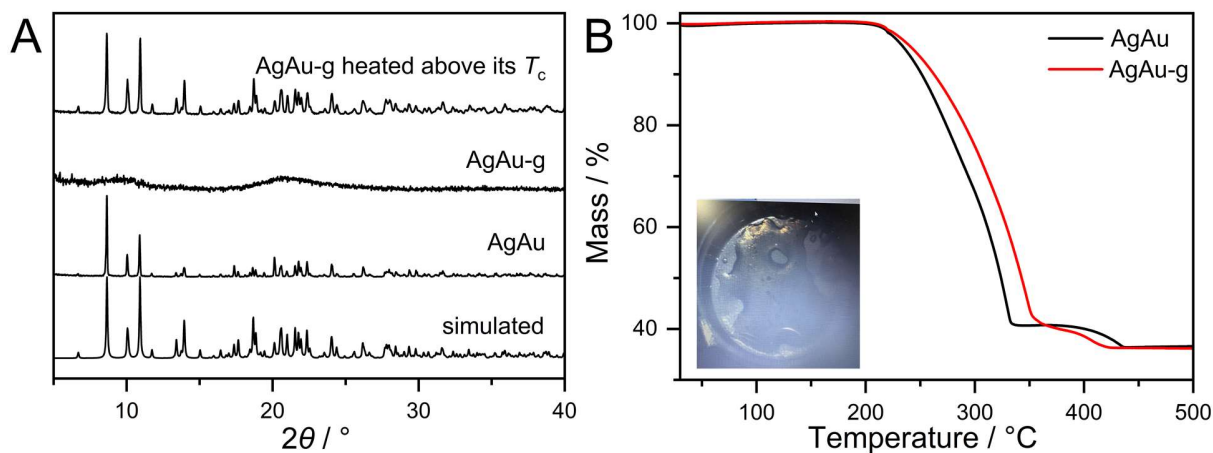 A
AgAu-g heated above its Tc
AgAu-g
AgAu
simulated
10
20
30
40
2θ / °
B
AgAu
AgAu-g
100
80
60
40
Mass / %
100
200
300
400
500
Temperature / °C